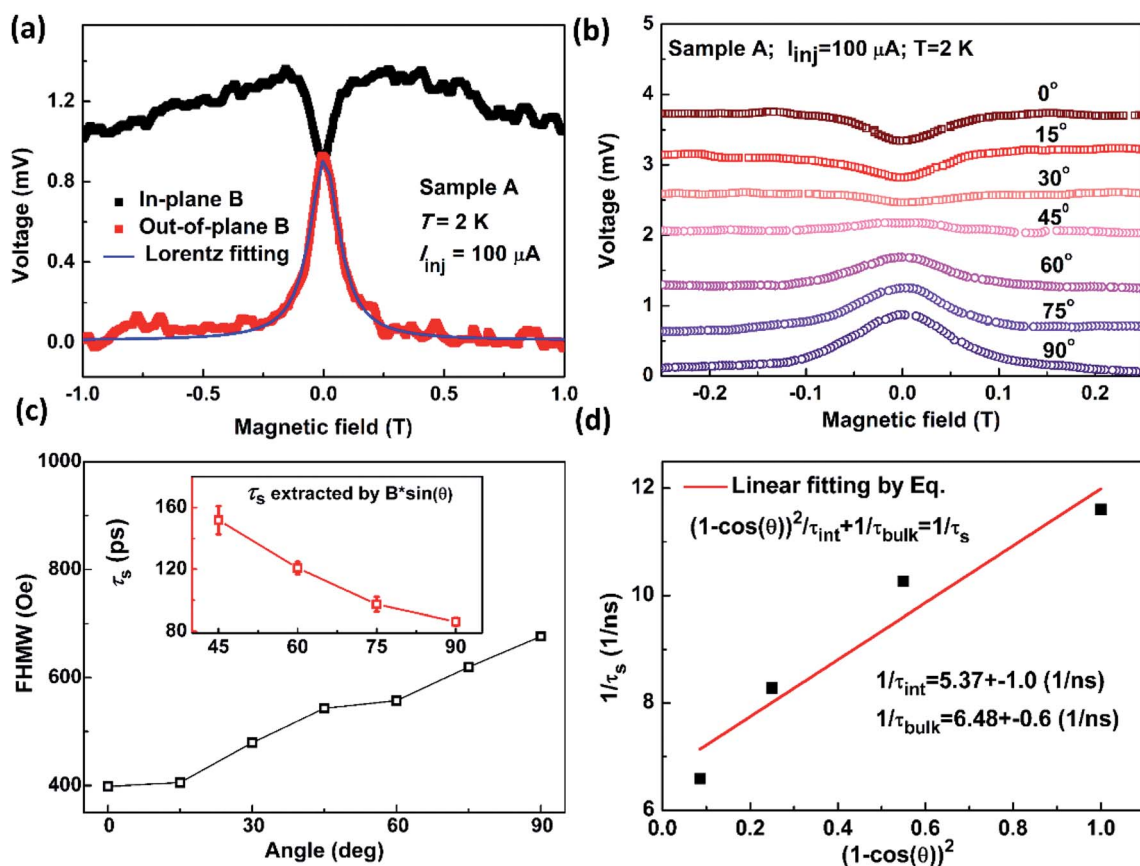 (a)
1.2
0.8
0.4
0.0
Voltage (mV)
In-plane B
Out-of-plane B
Lorentz fitting
Sample A
T = 2 K
I_inj = 100 μA
-1.0 -0.5 0.0 0.5 1.0
Magnetic field (T)
(b)
5
4
3
2
1
0
Voltage (mV)
Sample A; I_inj=100 μA; T=2 K
0°
15°
30°
45°
60°
75°
90°
-0.2 -0.1 0.0 0.1 0.2
Magnetic field (T)
(c)
1000
800
600
400
FHMW (Oe)
τ_s extracted by B*sin(θ)
160
120
80
τ_s (ps)
45 60 75 90
0 30 60 90
Angle (deg)
(d)
12
10
8
6
1/τ_s (1/ns)
Linear fitting by Eq.
(1-cos(θ))²/τ_int+1/τ_bulk=1/τ_s
1/τ_int=5.37+-1.0 (1/ns)
1/τ_bulk=6.48+-0.6 (1/ns)
0.0 0.2 0.4 0.6 0.8 1.0
(1-cos(θ))²